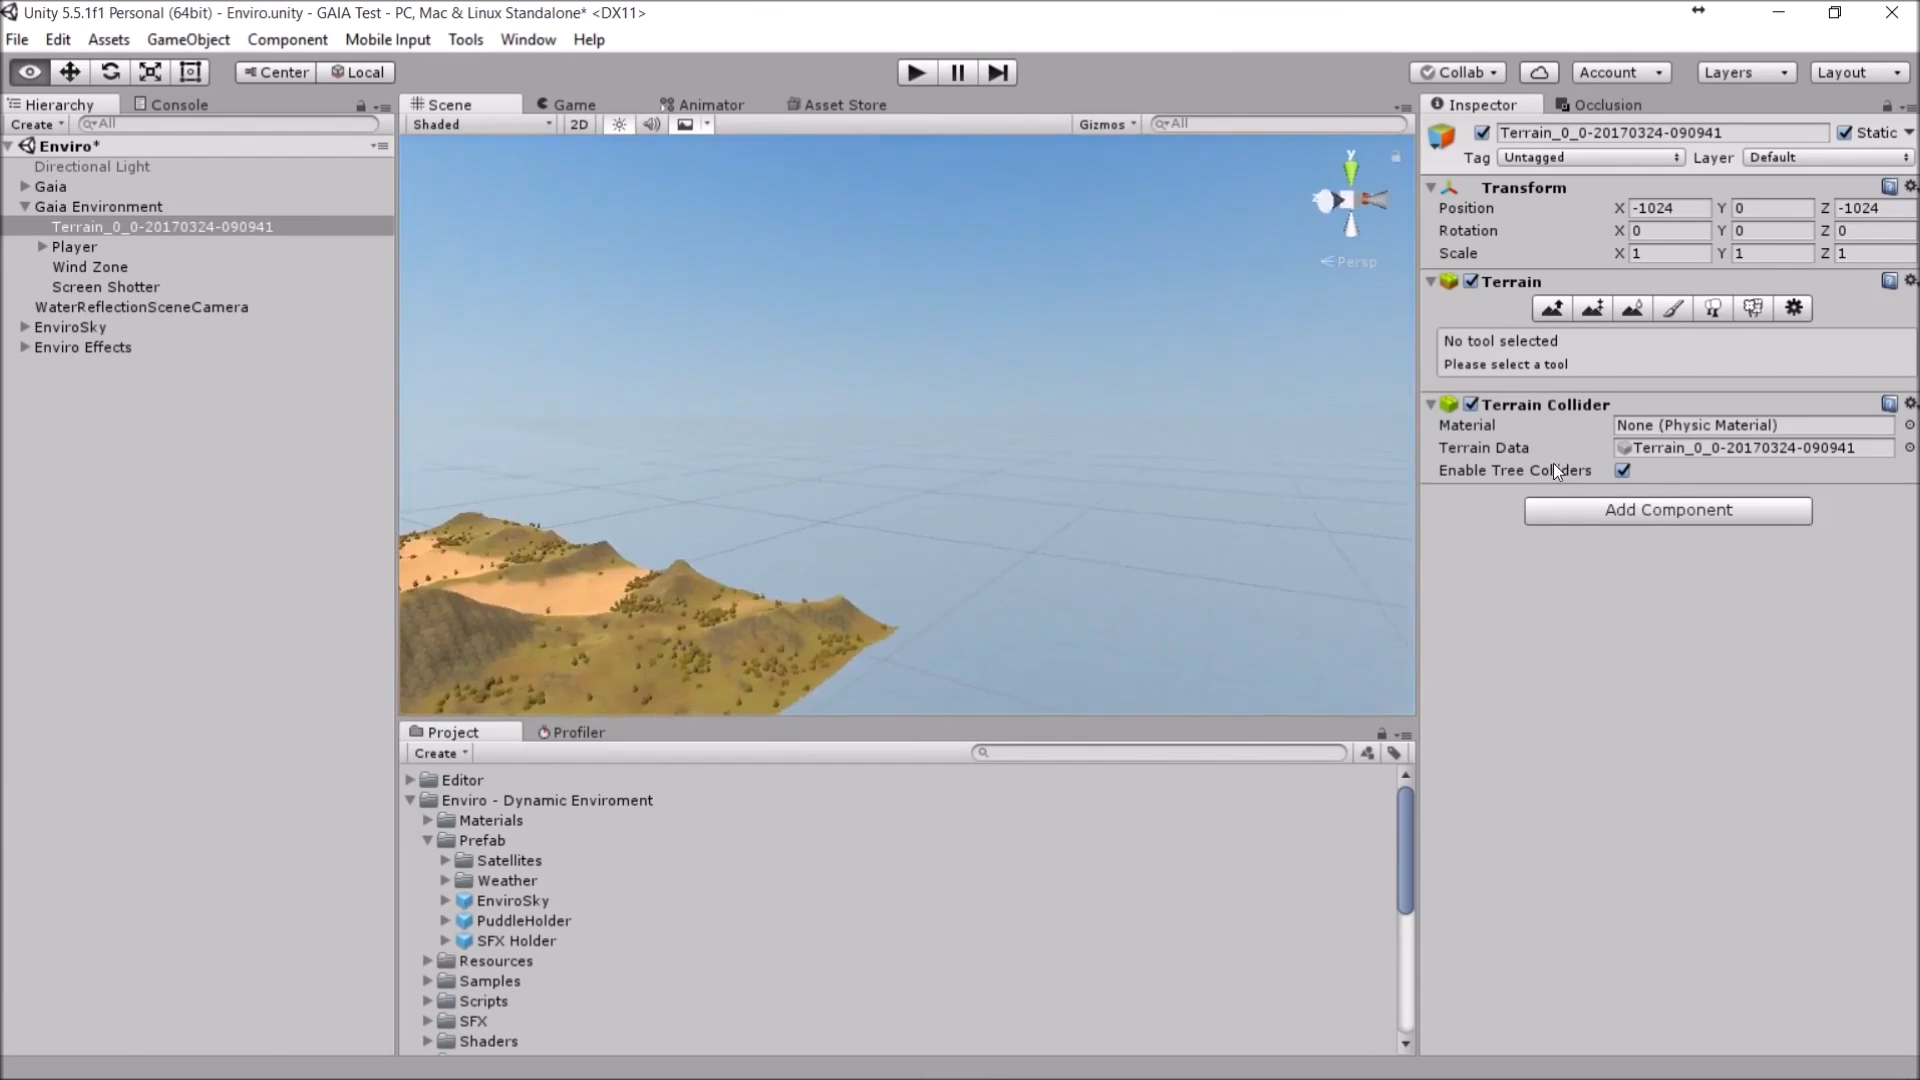 Unity 5.5.1f1 Personal (64bit) - Enviro.unity - GAIA Test - PC, Mac & Linux Standalone* <DX11>
File Edit Assets GameObject Component Mobile Input Tools Window Help
Center Local Collab Account Layers Layout
Hierarchy Console
Create All
Enviro*
Directional Light
Gaia
Gaia Environment
Terrain_0_0-20170324-090941
Player
Wind Zone
Screen Shotter
WaterReflectionSceneCamera
EnviroSky
Enviro Effects
Scene Game Animator Asset Store
Shaded 2D Gizmos All
y
Persp
Project Profiler
Create
Editor
Enviro - Dynamic Enviroment
Materials
Prefab
Satellites
Weather
EnviroSky
PuddleHolder
SFX Holder
Resources
Samples
Scripts
SFX
Shaders
Inspector Occlusion
Terrain_0_0-20170324-090941 Static
Tag Untagged Layer Default
Transform
Position X -1024 Y 0 Z -1024
Rotation X 0 Y 0 Z 0
Scale X 1 Y 1 Z 1
Terrain
No tool selected
Please select a tool
Terrain Collider
Material None (Physic Material)
Terrain Data Terrain_0_0-20170324-090941
Enable Tree Colliders
Add Component